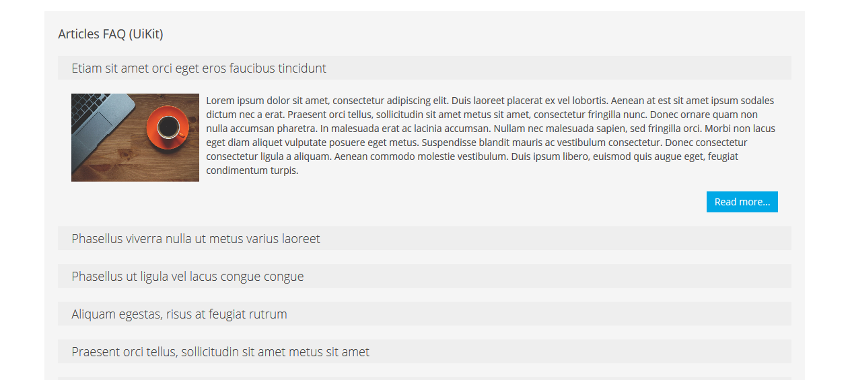 Articles FAQ (UiKit)
Etiam sit amet orci eget eros faucibus tincidunt
Lorem ipsum dolor sit amet, consectetur adipiscing elit. Duis laoreet placerat ex vel lobortis. Aenean at est sit amet ipsum sodales
dictum nec a erat. Praesent orci tellus, sollicitudin sit amet metus sit amet, consectetur fringilla nunc. Donec ornare quam non
nulla accumsan pharetra. In malesuada erat ac lacinia accumsan. Nullam nec malesuada sapien, sed fringilla orci. Morbi non lacus
eget diam aliquet vulputate posuere eget metus. Suspendisse blandit mauris ac vestibulum consectetur. Donec consectetur
consectetur ligula a aliquam. Aenean commodo molestie vestibulum. Duis ipsum libero, euismod quis augue eget, feugiat
condimentum turpis.
Read more...
Phasellus viverra nulla ut metus varius laoreet
Phasellus ut ligula vel lacus congue congue
Aliquam egestas, risus at feugiat rutrum
Praesent orci tellus, sollicitudin sit amet metus sit amet